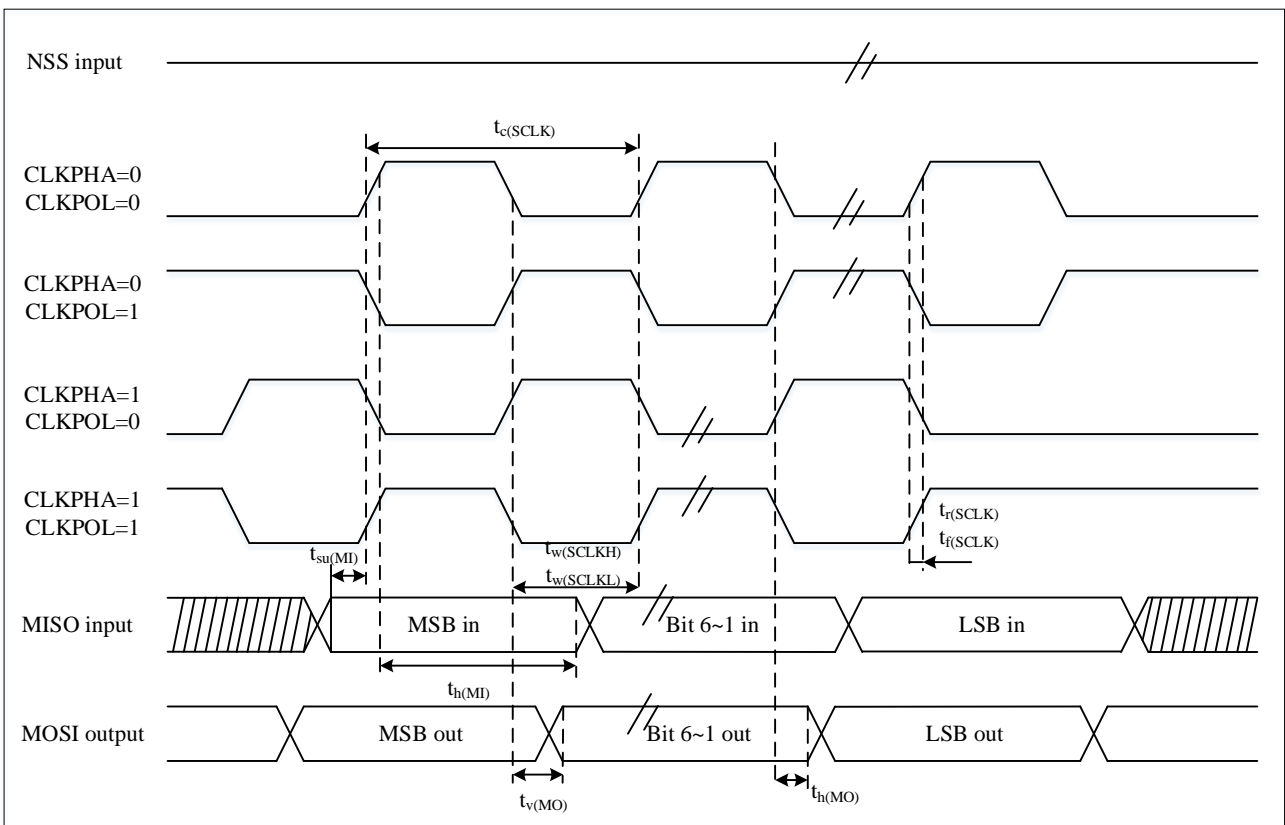 NSS input
tc(SCLK)
CLKPHA=0
CLKPOL=0
CLKPHA=0
CLKPOL=1
CLKPHA=1
CLKPOL=0
CLKPHA=1
CLKPOL=1
tr(SCLK)
tf(SCLK)
tsu(MI)
tw(SCLKH)
tw(SCLKL)
MISO input
MSB in
Bit 6~1 in
LSB in
th(MI)
MOSI output
MSB out
Bit 6~1 out
LSB out
tv(MO)
th(MO)